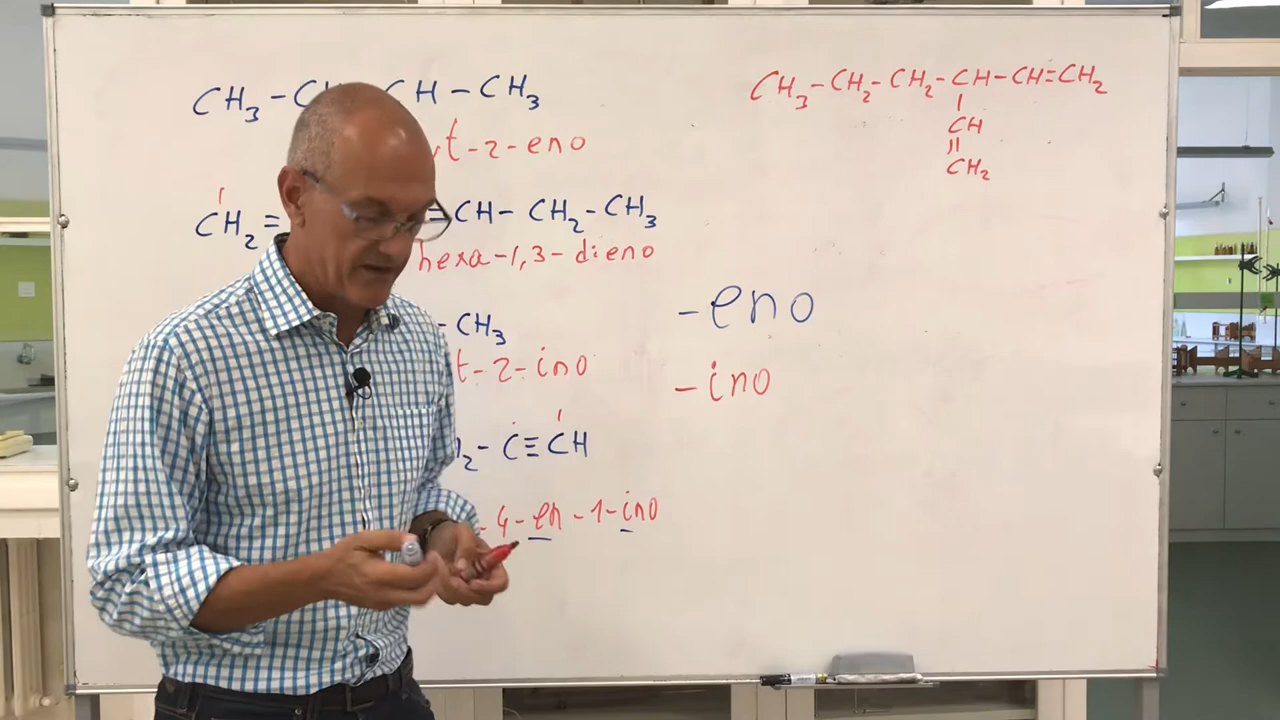 CH₃-C CH-CH₃
t-2-eno
CH₂= =CH-CH₂-CH₃
hexa-1,3-dieno
-CH₃
t-2-ino
₂-C≡CH
-4-en-1-ino
-eno
-ino
CH₃-CH₂-CH₂-CH-CH=CH₂
|
CH
||
CH₂